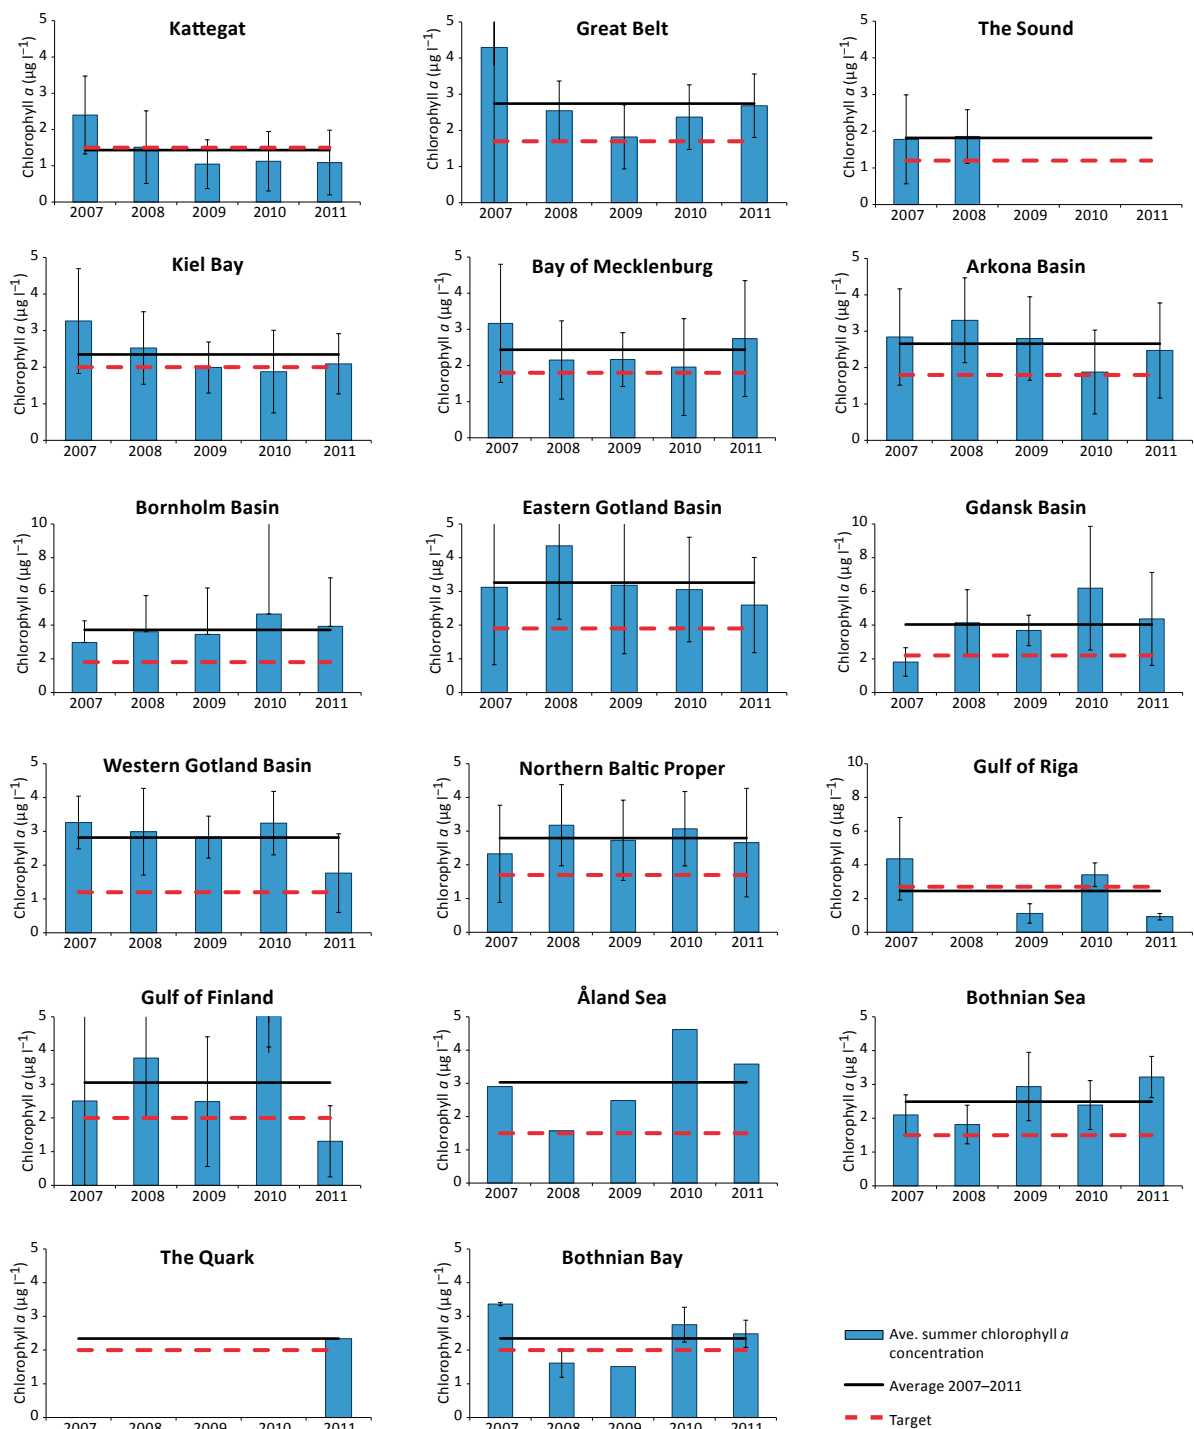 Kattegat
Chlorophyll a (µg l⁻¹)
5
4
3
2
1
0
2007 2008 2009 2010 2011
Great Belt
Chlorophyll a (µg l⁻¹)
5
4
3
2
1
0
2007 2008 2009 2010 2011
The Sound
Chlorophyll a (µg l⁻¹)
5
4
3
2
1
0
2007 2008 2009 2010 2011
Kiel Bay
Chlorophyll a (µg l⁻¹)
5
4
3
2
1
0
2007 2008 2009 2010 2011
Bay of Mecklenburg
Chlorophyll a (µg l⁻¹)
5
4
3
2
1
0
2007 2008 2009 2010 2011
Arkona Basin
Chlorophyll a (µg l⁻¹)
5
4
3
2
1
0
2007 2008 2009 2010 2011
Bornholm Basin
Chlorophyll a (µg l⁻¹)
10
8
6
4
2
0
2007 2008 2009 2010 2011
Eastern Gotland Basin
Chlorophyll a (µg l⁻¹)
5
4
3
2
1
0
2007 2008 2009 2010 2011
Gdansk Basin
Chlorophyll a (µg l⁻¹)
10
8
6
4
2
0
2007 2008 2009 2010 2011
Western Gotland Basin
Chlorophyll a (µg l⁻¹)
5
4
3
2
1
0
2007 2008 2009 2010 2011
Northern Baltic Proper
Chlorophyll a (µg l⁻¹)
5
4
3
2
1
0
2007 2008 2009 2010 2011
Gulf of Riga
Chlorophyll a (µg l⁻¹)
10
8
6
4
2
0
2007 2008 2009 2010 2011
Gulf of Finland
Chlorophyll a (µg l⁻¹)
5
4
3
2
1
0
2007 2008 2009 2010 2011
Åland Sea
Chlorophyll a (µg l⁻¹)
5
4
3
2
1
0
2007 2008 2009 2010 2011
Bothnian Sea
Chlorophyll a (µg l⁻¹)
5
4
3
2
1
0
2007 2008 2009 2010 2011
The Quark
Chlorophyll a (µg l⁻¹)
5
4
3
2
1
0
2007 2008 2009 2010 2011
Bothnian Bay
Chlorophyll a (µg l⁻¹)
5
4
3
2
1
0
2007 2008 2009 2010 2011
Ave. summer chlorophyll a
concentration
Average 2007–2011
Target